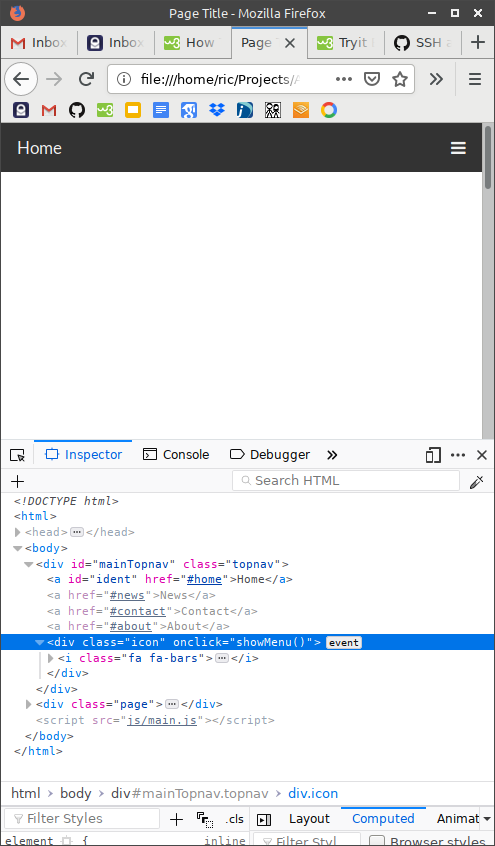 Page Title - Mozilla Firefox
Inbox Inbox How Page Tryit SSH a
file:///home/ric/Projects/
Home
Inspector Console Debugger
Search HTML
<!DOCTYPE html>
<html>
<head></head>
<body>
<div id="mainTopnav" class="topnav">
<a id="ident" href="#home">Home</a>
<a href="#news">News</a>
<a href="#contact">Contact</a>
<a href="#about">About</a>
<div class="icon" onclick="showMenu()"> event
<i class="fa fa-bars"></i>
</div>
</div>
<div class="page"></div>
<script src="js/main.js"></script>
</body>
</html>
html body div#mainTopnav.topnav div.icon
Filter Styles .cls Layout Computed Animat
element { inline Filter Styl Browser styles